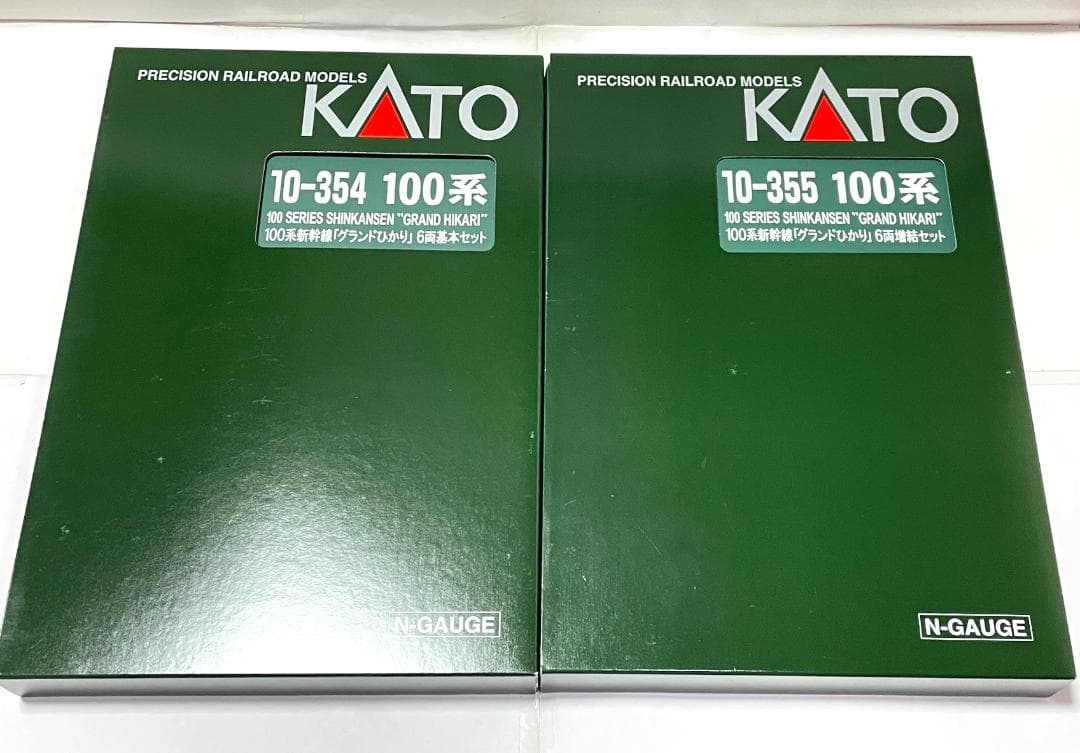 PRECISION RAILROAD MODELS
KATO
10-354 100系
100 SERIES SHINKANSEN "GRAND HIKARI"
100系新幹線「グランドひかり」6両基本セット
N-GAUGE
PRECISION RAILROAD MODELS
KATO
10-355 100系
100 SERIES SHINKANSEN "GRAND HIKARI"
100系新幹線「グランドひかり」6両増結セット
N-GAUGE